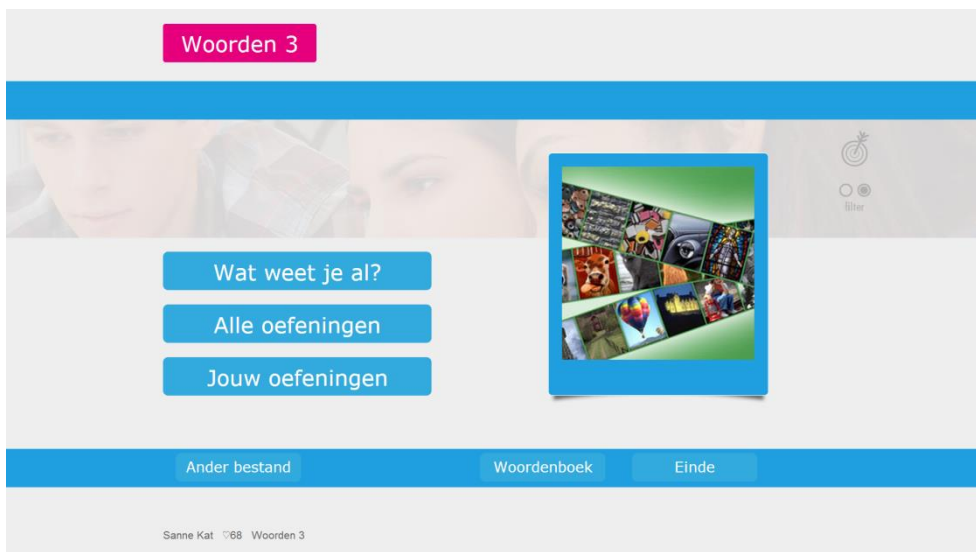 Woorden 3
filter
Wat weet je al?
Alle oefeningen
Jouw oefeningen
Ander bestand Woordenboek Einde
Sanne Kat ♡68 Woorden 3